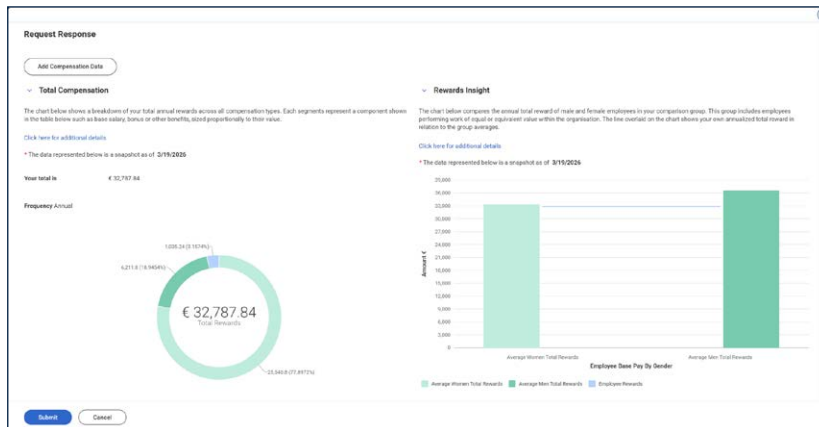 Request Response
Add Compensation Data
Total Compensation
The chart below shows a breakdown of your total annual rewards across all compensation types. Each segments represent a component shown
in the table below such as base salary, bonus or other benefits, sized proportionally to their value.
Click here for additional details
* The data represented below is a snapshot as of 3/19/2026
Your total is € 32,787.84
Frequency Annual
€ 32,787.84
Total Rewards
Rewards Insight
The chart below compares the annual total reward of male and female employees in your comparison group. This group includes employees
performing work of equal or equivalent value within the organisation. The line overlaid on the chart shows your own annualized total reward in
relation to the group averages.
Click here for additional details
* The data represented below is a snapshot as of 3/19/2026
Amount €
39,000
36,000
33,000
30,000
27,000
24,000
21,000
18,000
15,000
12,000
9,000
6,000
3,000
0
Average Women Total Rewards
Average Men Total Rewards
Employee Base Pay By Gender
Average Women Total Rewards Average Men Total Rewards Employee Rewards
Submit
Cancel